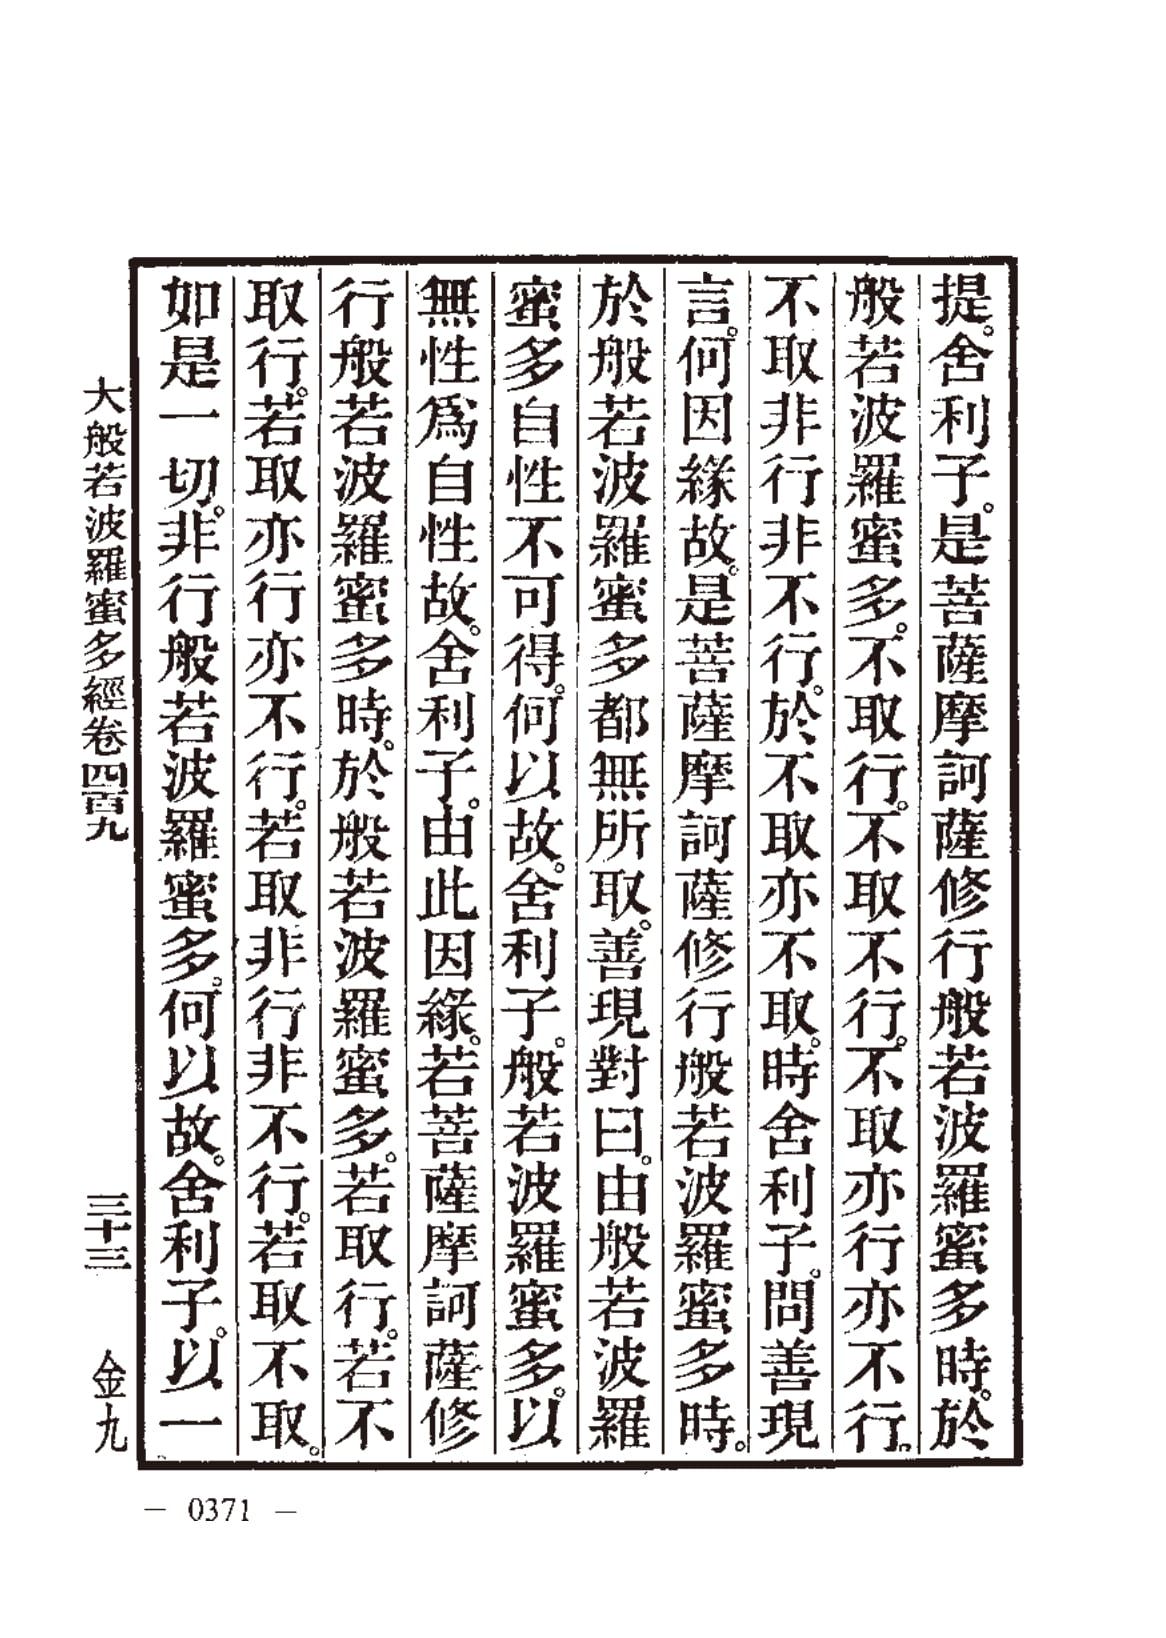 提。舍利子。是菩薩摩訶薩修行般若波羅蜜多時。於
般若波羅蜜多。不取行。不取不行。不取亦行亦不行。
不取非行非不行。於不取亦不取。時舍利子。問善現
言。何因緣故。是菩薩摩訶薩修行般若波羅蜜多時。
於般若波羅蜜多都無所取。善現對曰。由般若波羅
蜜多自性不可得。何以故。舍利子。般若波羅蜜多。以
無性爲自性故。舍利子。由此因緣。若菩薩摩訶薩修
行般若波羅蜜多時。於般若波羅蜜多。若取行。若不
取行。若取亦行亦不行。若取非行非不行。若取不取。
如是一切。非行般若波羅蜜多。何以故。舍利子。以一
大般若波羅蜜多經卷四百九 三十三 金九
— 0371 —